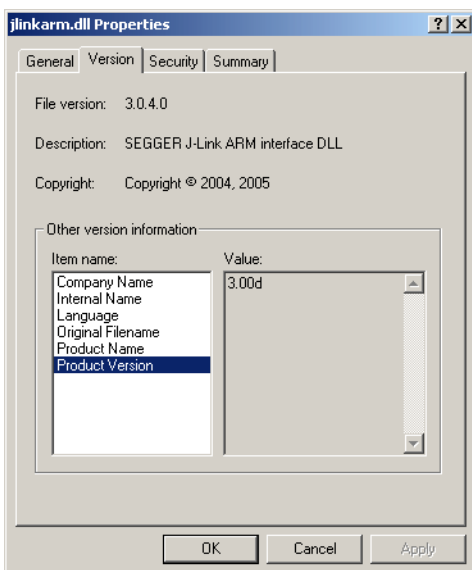 jlinkarm.dll Properties
? X
General Version Security Summary
File version: 3.0.4.0
Description: SEGGER J-Link ARM interface DLL
Copyright: Copyright © 2004, 2005
Other version information
Item name: Value:
Company Name 3.00d
Internal Name
Language
Original Filename
Product Name
Product Version
OK Cancel Apply